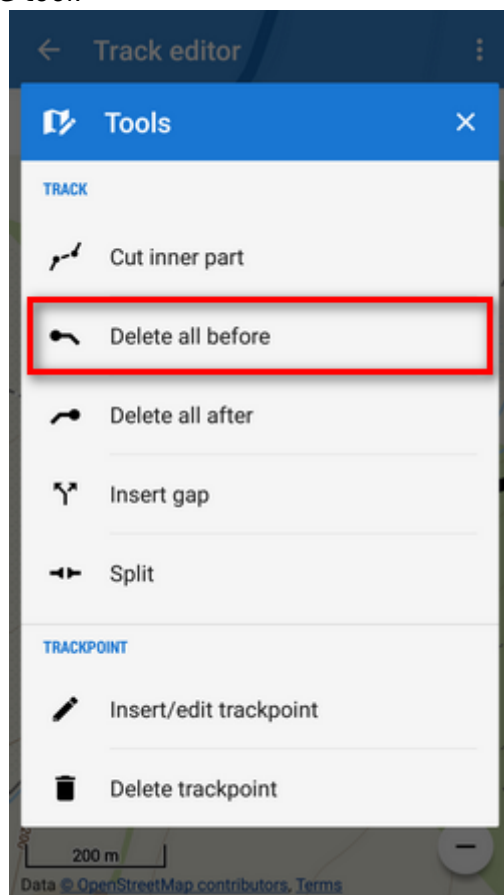 Track editor
Tools
TRACK
Cut inner part
Delete all before
Delete all after
Insert gap
Split
TRACKPOINT
Insert/edit trackpoint
Delete trackpoint
200 m
Data © OpenStreetMap contributors, Terms